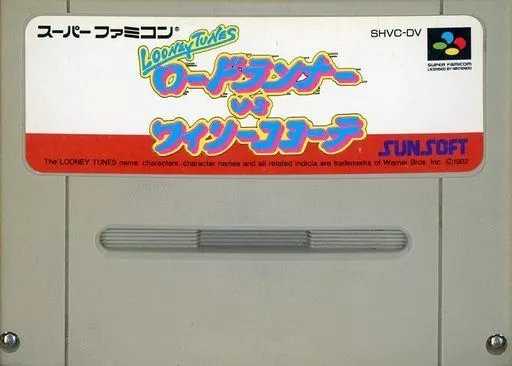 スーパーファミコン®
SHVC-DV
LOONEY TUNES
ロードランナー
VS
ワイリーコヨーテ
SUPER FAMICOM
LICENSED BY NINTENDO
SUNSOFT
The LOONEY TUNES name, characters, character names and all related indicia are trademarks of Warner Bros. Inc. ©1992